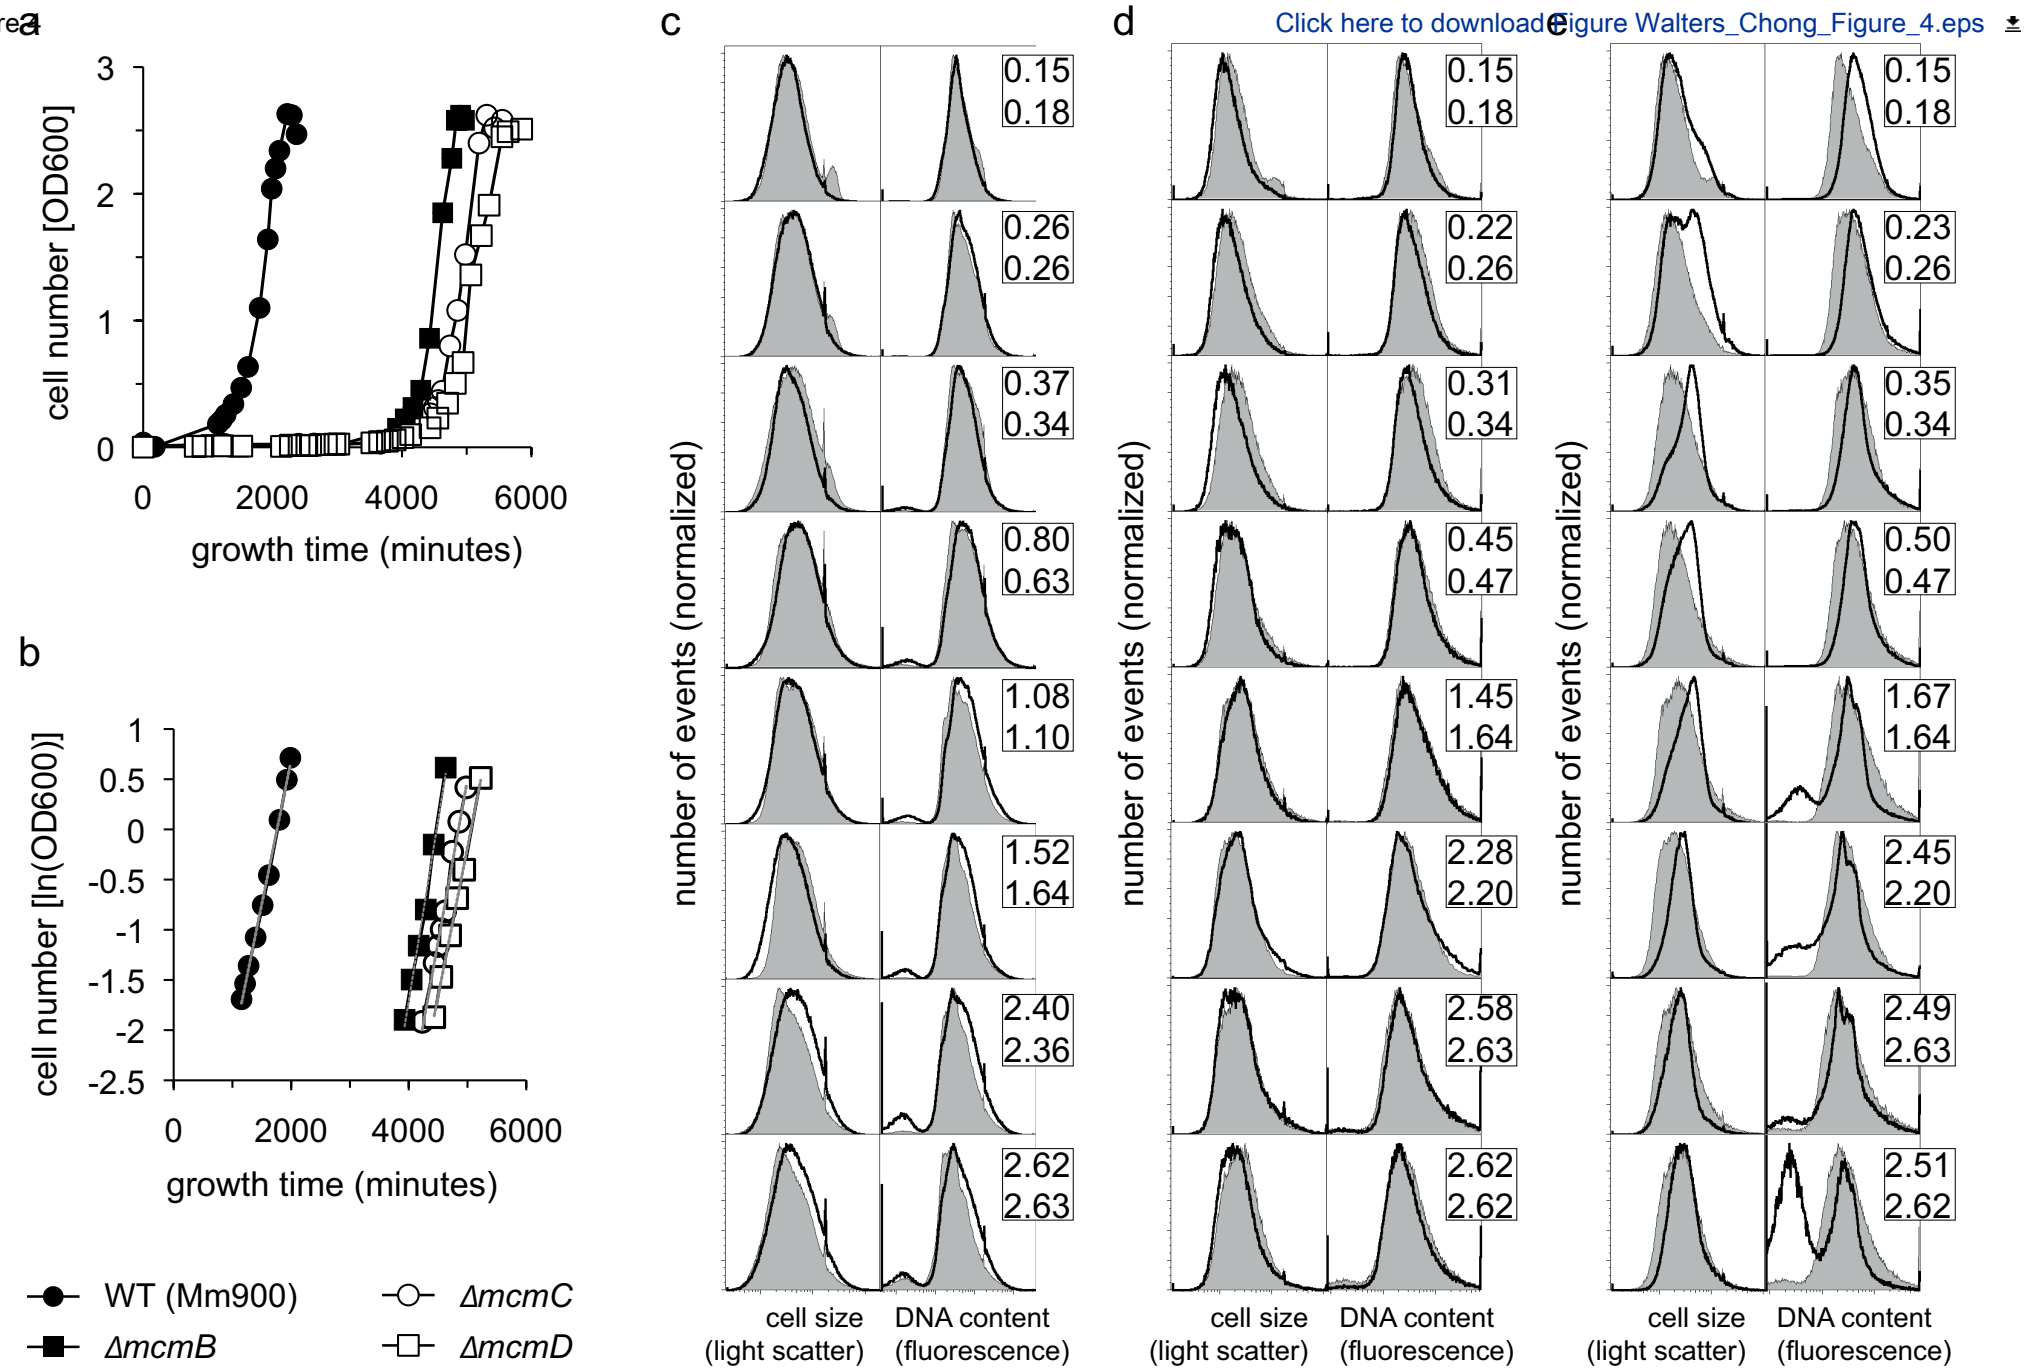 re 4
a
c
d
Click here to download Figure Walters_Chong_Figure_4.eps
e
cell number [OD600]
3
2
1
0
0 2000 4000 6000
growth time (minutes)
b
cell number [ln(OD600)]
1
0.5
0
-0.5
-1
-1.5
-2
-2.5
0 2000 4000 6000
growth time (minutes)
WT (Mm900)
ΔmcmC
ΔmcmB
ΔmcmD
number of events (normalized)
0.15
0.18
0.26
0.26
0.37
0.34
0.80
0.63
1.08
1.10
1.52
1.64
2.40
2.36
2.62
2.63
cell size
(light scatter)
DNA content
(fluorescence)
number of events (normalized)
0.15
0.18
0.22
0.26
0.31
0.34
0.45
0.47
1.45
1.64
2.28
2.20
2.58
2.63
2.62
2.62
cell size
(light scatter)
DNA content
(fluorescence)
number of events (normalized)
0.15
0.18
0.23
0.26
0.35
0.34
0.50
0.47
1.67
1.64
2.45
2.20
2.49
2.63
2.51
2.62
cell size
(light scatter)
DNA content
(fluorescence)